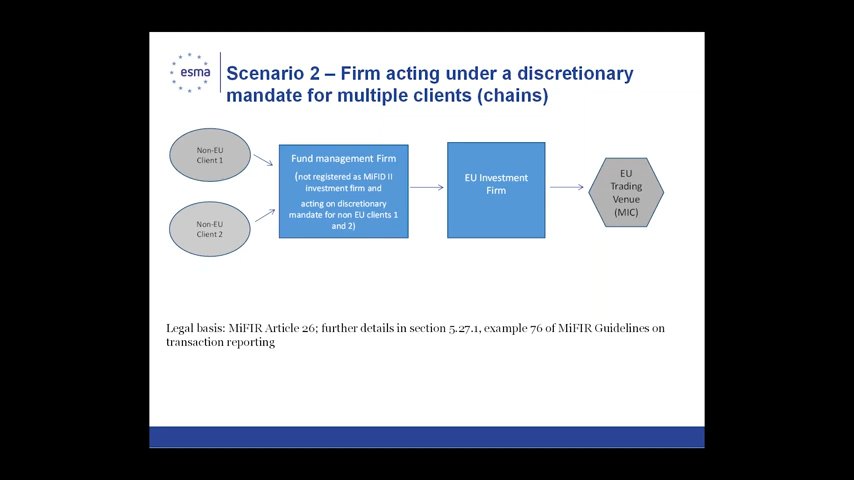 esma
Scenario 2 – Firm acting under a discretionary
mandate for multiple clients (chains)
Non-EU
Client 1
Non-EU
Client 2
Fund management Firm
(not registered as MiFID II
investment firm and
acting on discretionary
mandate for non EU clients 1
and 2)
EU Investment
Firm
EU
Trading
Venue
(MIC)
Legal basis: MiFIR Article 26; further details in section 5.27.1, example 76 of MiFIR Guidelines on
transaction reporting